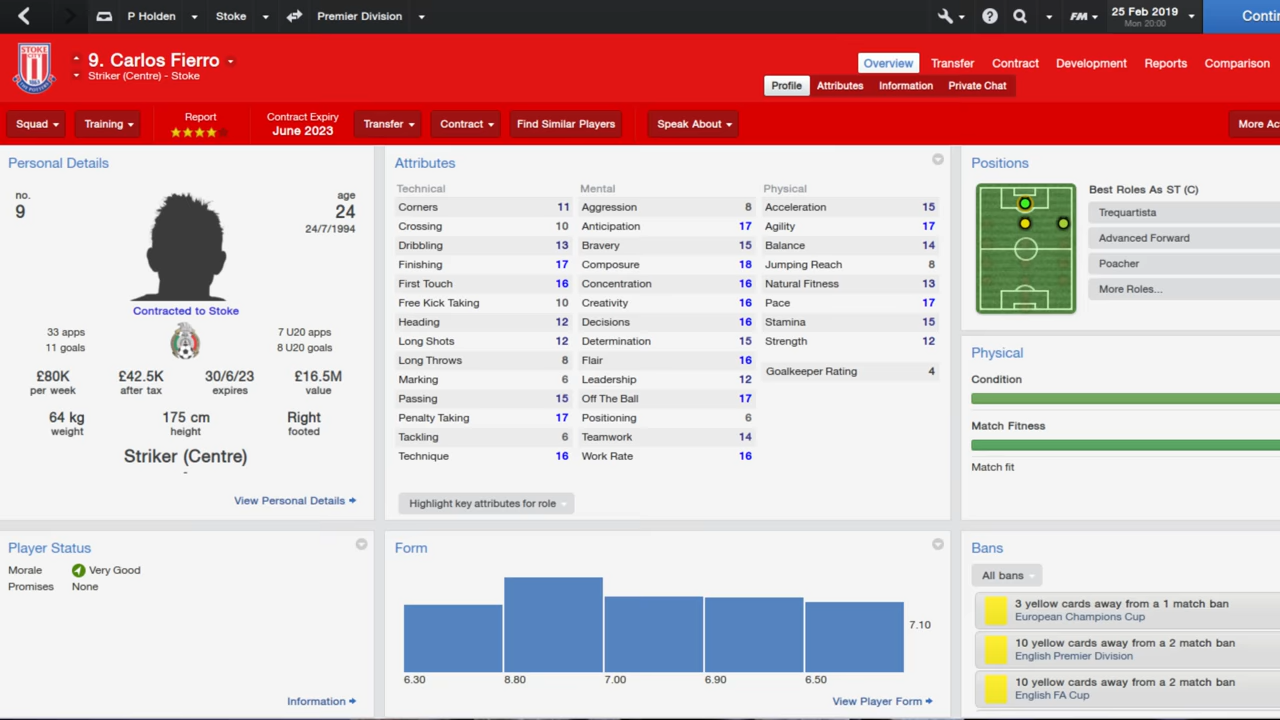 P Holden
Stoke
Premier Division
FM
25 Feb 2019
Mon 20:00
Contin
STOKE
CITY
9. Carlos Fierro
Striker (Centre) - Stoke
Overview Transfer Contract Development Reports Comparison
Profile Attributes Information Private Chat
Squad
Training
Report
Contract Expiry
June 2023
Transfer
Contract
Find Similar Players
Speak About
More Ac
Personal Details
no.
9
age
24
24/7/1994
Contracted to Stoke
33 apps
11 goals
7 U20 apps
8 U20 goals
£80K
per week
£42.5K
after tax
30/6/23
expires
£16.5M
value
64 kg
weight
175 cm
height
Right
footed
Striker (Centre)
-
View Personal Details
Attributes
Technical Mental Physical
Corners 11 Aggression 8 Acceleration 15
Crossing 10 Anticipation 17 Agility 17
Dribbling 13 Bravery 15 Balance 14
Finishing 17 Composure 18 Jumping Reach 8
First Touch 16 Concentration 16 Natural Fitness 13
Free Kick Taking 10 Creativity 16 Pace 17
Heading 12 Decisions 16 Stamina 15
Long Shots 12 Determination 15 Strength 12
Long Throws 8 Flair 16
Goalkeeper Rating 4
Marking 6 Leadership 12
Passing 15 Off The Ball 17
Penalty Taking 17 Positioning 6
Tackling 6 Teamwork 14
Technique 16 Work Rate 16
Highlight key attributes for role
Positions
Best Roles As ST (C)
Trequartista
Advanced Forward
Poacher
More Roles...
Physical
Condition
Match Fitness
Match fit
Player Status
Morale Very Good
Promises None
Information
Form
7.10
6.30 8.80 7.00 6.90 6.50
View Player Form
Bans
All bans
3 yellow cards away from a 1 match ban
European Champions Cup
10 yellow cards away from a 2 match ban
English Premier Division
10 yellow cards away from a 2 match ban
English FA Cup